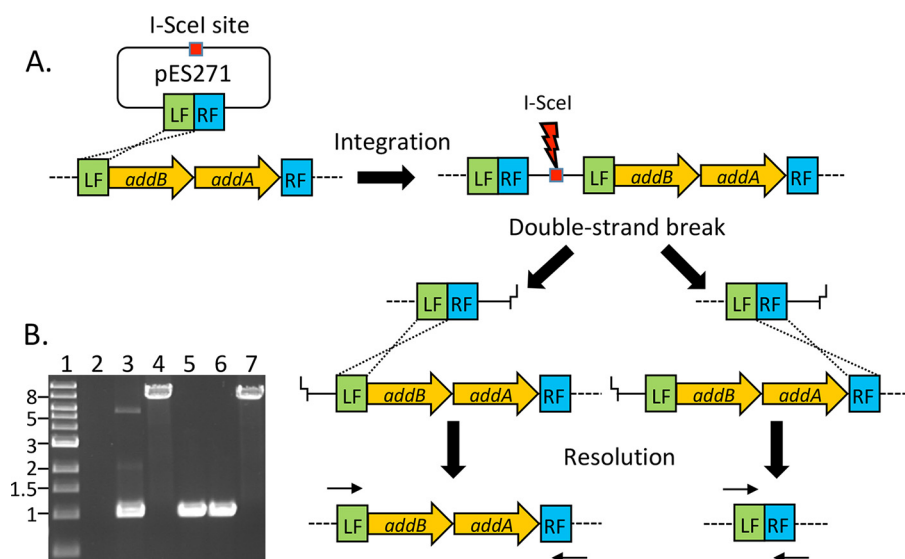 A.
I-SceI site
pES271
LF RF
LF addB addA RF
Integration
I-SceI
LF RF LF addB addA RF
Double-strand break
LF RF
LF RF
LF addB addA RF
LF addB addA RF
Resolution
LF addB addA RF
LF RF
B.
1 2 3 4 5 6 7
8
5
3
2
1.5
1